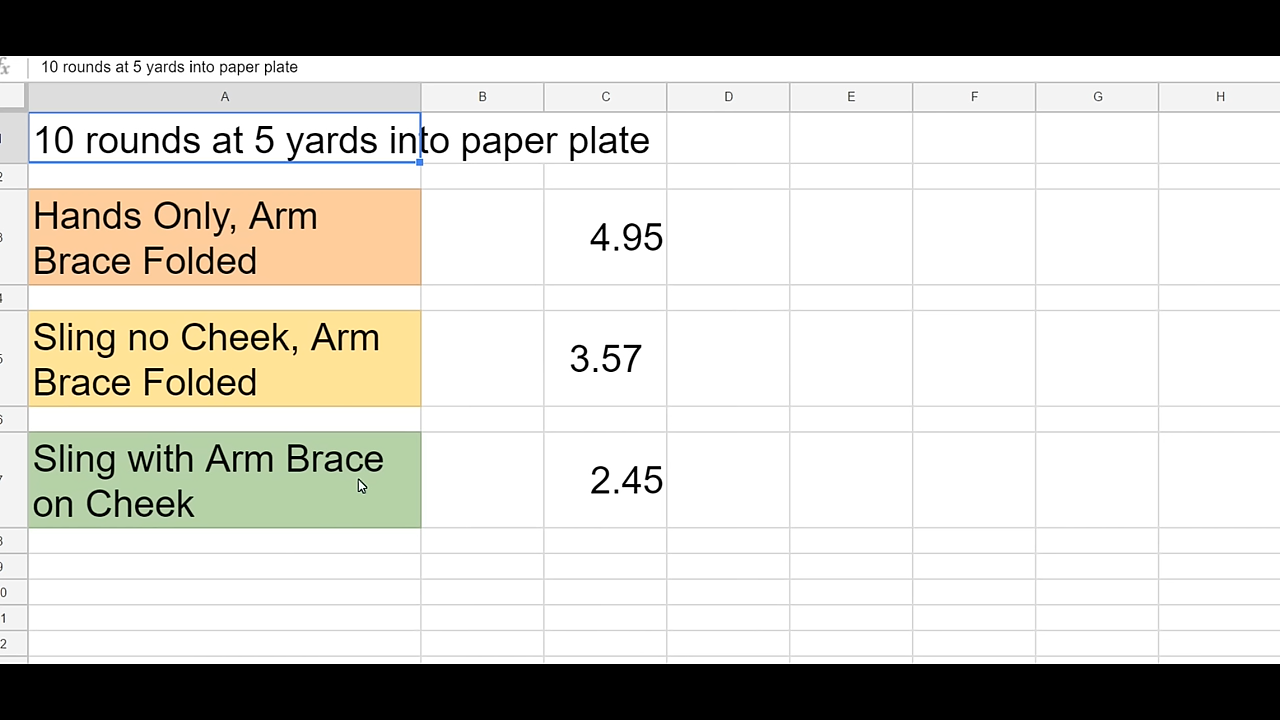 10 rounds at 5 yards into paper plate
A B C D E F G H
10 rounds at 5 yards into paper plate
2
Hands Only, Arm
Brace Folded
4.95
Sling no Cheek, Arm
Brace Folded
3.57
Sling with Arm Brace
on Cheek
2.45